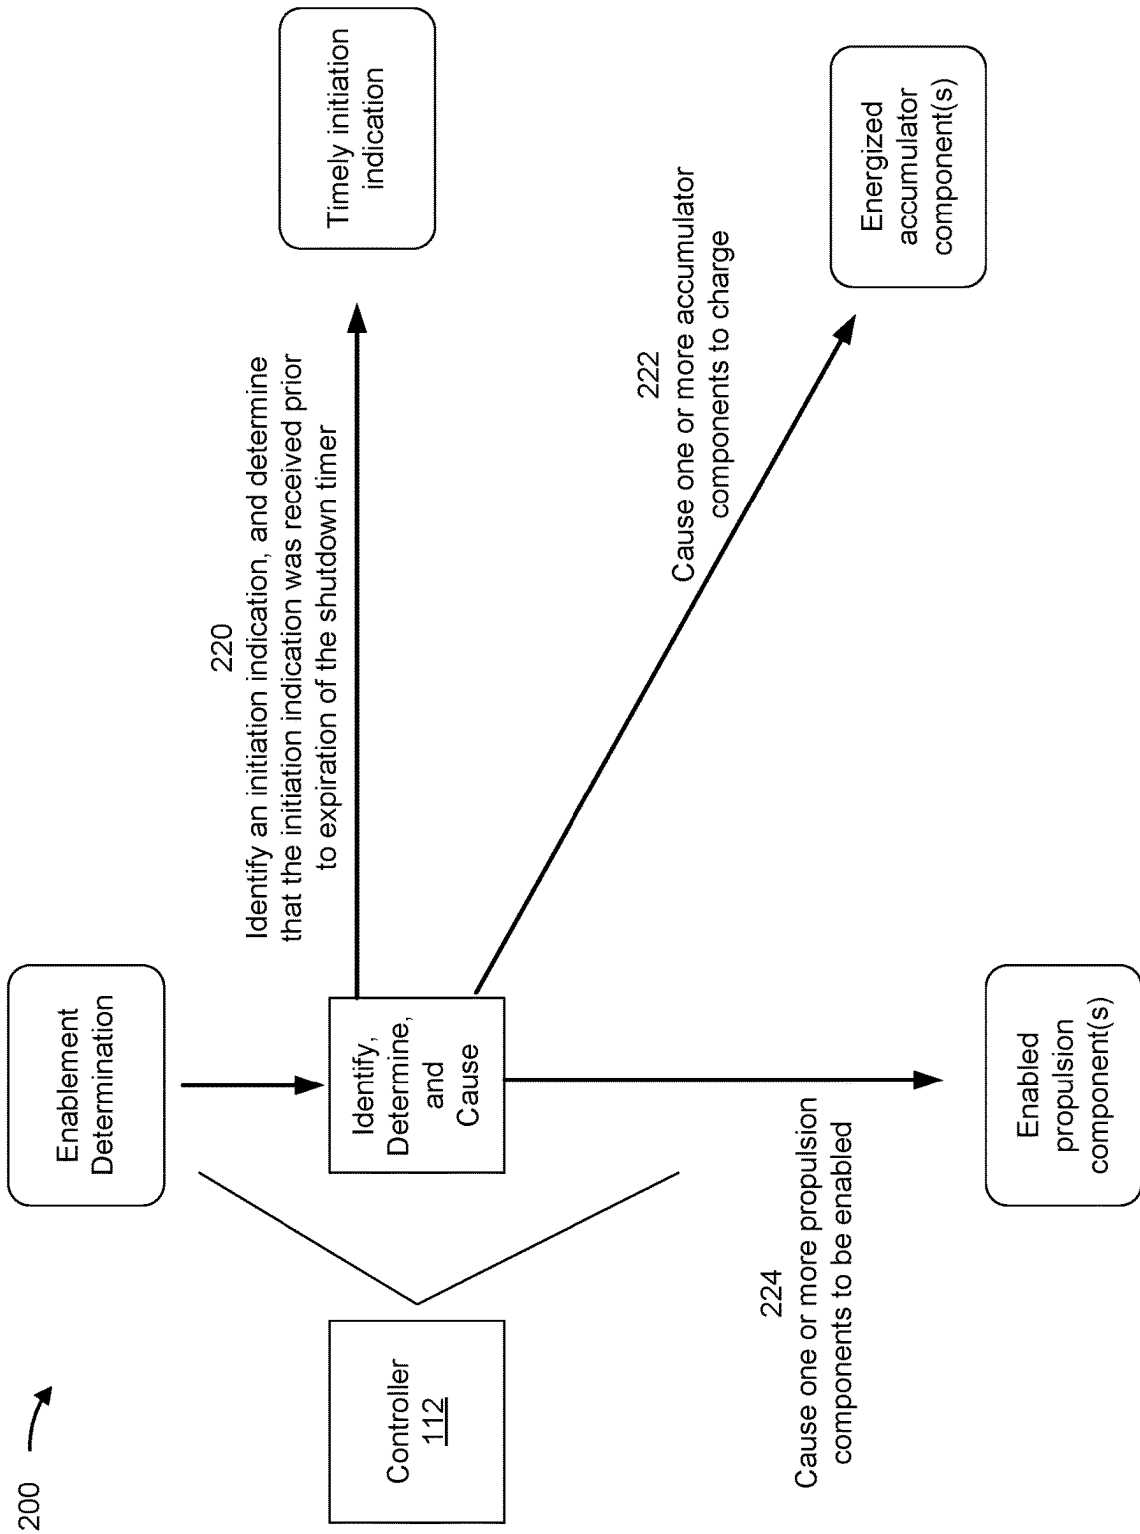 200
Controller
112
Enablement
Determination
Identify,
Determine,
and
Cause
220
Identify an initiation indication, and determine
that the initiation indication was received prior
to expiration of the shutdown timer
Timely initiation
indication
222
Cause one or more accumulator
components to charge
Energized
accumulator
component(s)
224
Cause one or more propulsion
components to be enabled
Enabled
propulsion
component(s)